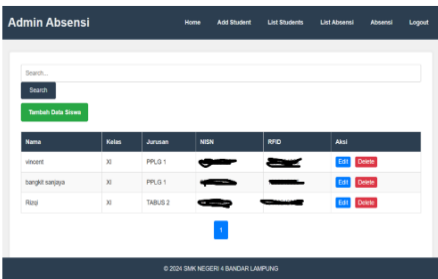 Admin Absensi Home Add Student List Students List Absensi Absensi Logout
Search...
Search
Tambah Data Siswa
Nama Kelas Jurusan NISN RFID Aksi
vincent XI PPLG 1 Edit Delete
bangkit sanjaya XI PPLG 1 Edit Delete
XI TABUS 2 Edit Delete
1
© 2024 SMK NEGERI 4 BANDAR LAMPUNG